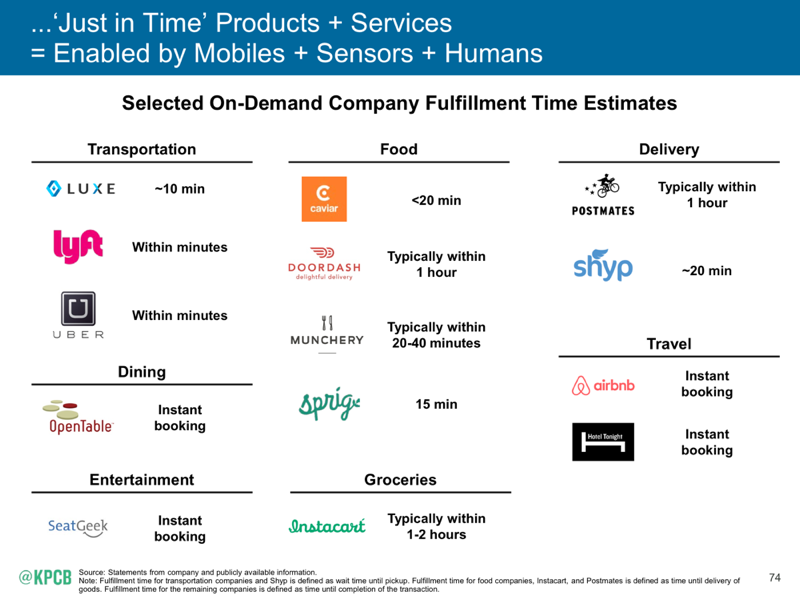 ...‘Just in Time’ Products + Services
= Enabled by Mobiles + Sensors + Humans
Selected On-Demand Company Fulfillment Time Estimates
Transportation
LUXE
~10 min
lyft
Within minutes
U
UBER
Within minutes
Dining
OpenTable™
Instant
booking
Entertainment
SeatGeek
Instant
booking
Food
caviar
<20 min
DOORDASH
delightful delivery
Typically within
1 hour
MUNCHERY
Typically within
20-40 minutes
sprig
15 min
Groceries
Instacart
Typically within
1-2 hours
Delivery
POSTMATES
Typically within
1 hour
shyp
~20 min
Travel
airbnb
Instant
booking
Hotel Tonight
Instant
booking
@KPCB
Source: Statements from company and publicly available information.
Note: Fulfillment time for transportation companies and Shyp is defined as wait time until pickup. Fulfillment time for food companies, Instacart, and Postmates is defined as time until delivery of
goods. Fulfillment time for the remaining companies is defined as time until completion of the transaction.
74